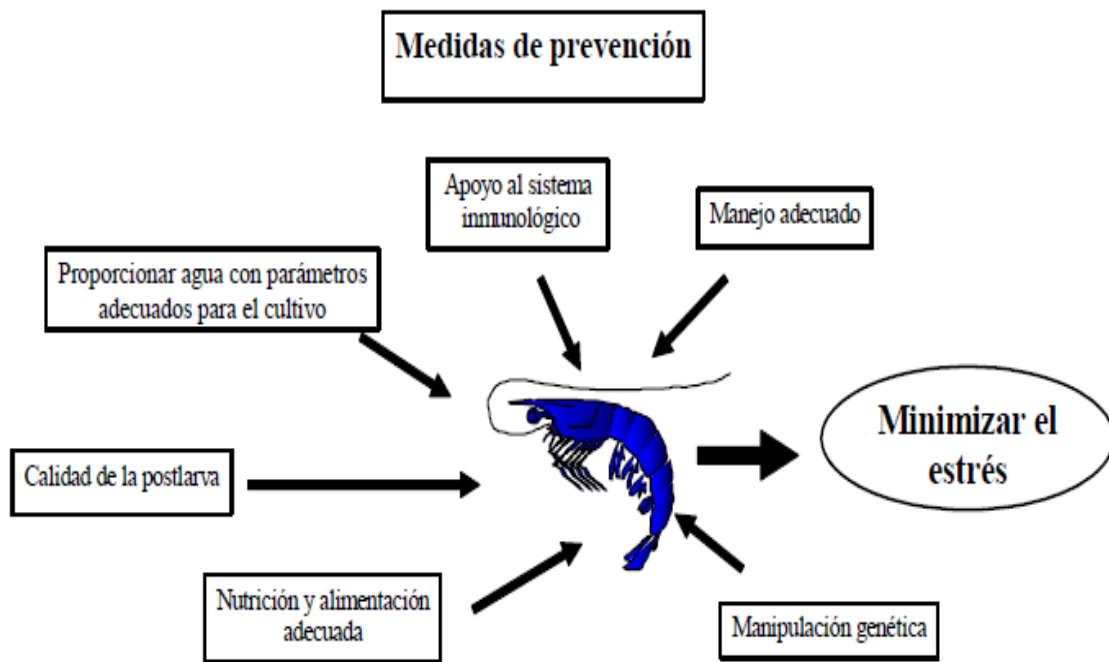 Medidas de prevención
Apoyo al sistema
inmunológico
Manejo adecuado
Proporcionar agua con parámetros
adecuados para el cultivo
Minimizar el
estrés
Calidad de la postlarva
Nutrición y alimentación
adecuada
Manipulación genética